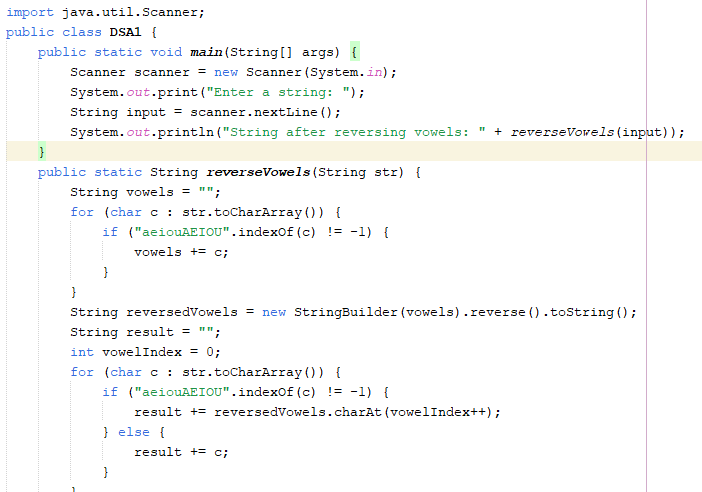 import java.util.Scanner;
public class DSA1 {
    public static void main(String[] args) {
        Scanner scanner = new Scanner(System.in);
        System.out.print("Enter a string: ");
        String input = scanner.nextLine();
        System.out.println("String after reversing vowels: " + reverseVowels(input));
    }
    public static String reverseVowels(String str) {
        String vowels = "";
        for (char c : str.toCharArray()) {
            if ("aeiouAEIOU".indexOf(c) != -1) {
                vowels += c;
            }
        }
        String reversedVowels = new StringBuilder(vowels).reverse().toString();
        String result = "";
        int vowelIndex = 0;
        for (char c : str.toCharArray()) {
            if ("aeiouAEIOU".indexOf(c) != -1) {
                result += reversedVowels.charAt(vowelIndex++);
            } else {
                result += c;
            }
        }